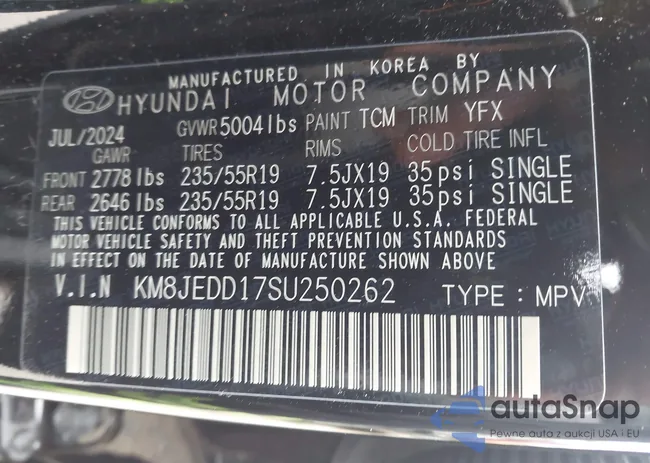 MANUFACTURED IN KOREA BY
HYUNDAI MOTOR COMPANY
JUL/2024 GVWR 5004lbs PAINT TCM TRIM YFX
GAWR TIRES RIMS COLD TIRE INFL
FRONT 2778 lbs 235/55R19 7.5JX19 35psi SINGLE
REAR 2646 lbs 235/55R19 7.5JX19 35psi SINGLE
THIS VEHICLE CONFORMS TO ALL APPLICABLE U.S.A. FEDERAL
MOTOR VEHICLE SAFETY AND THEFT PREVENTION STANDARDS
IN EFFECT ON THE DATE OF MANUFACTURE SHOWN ABOVE
V.I.N KM8JEDD17SU250262 TYPE : MPV
autaSnap
Pewne auta z aukcji USA i EU